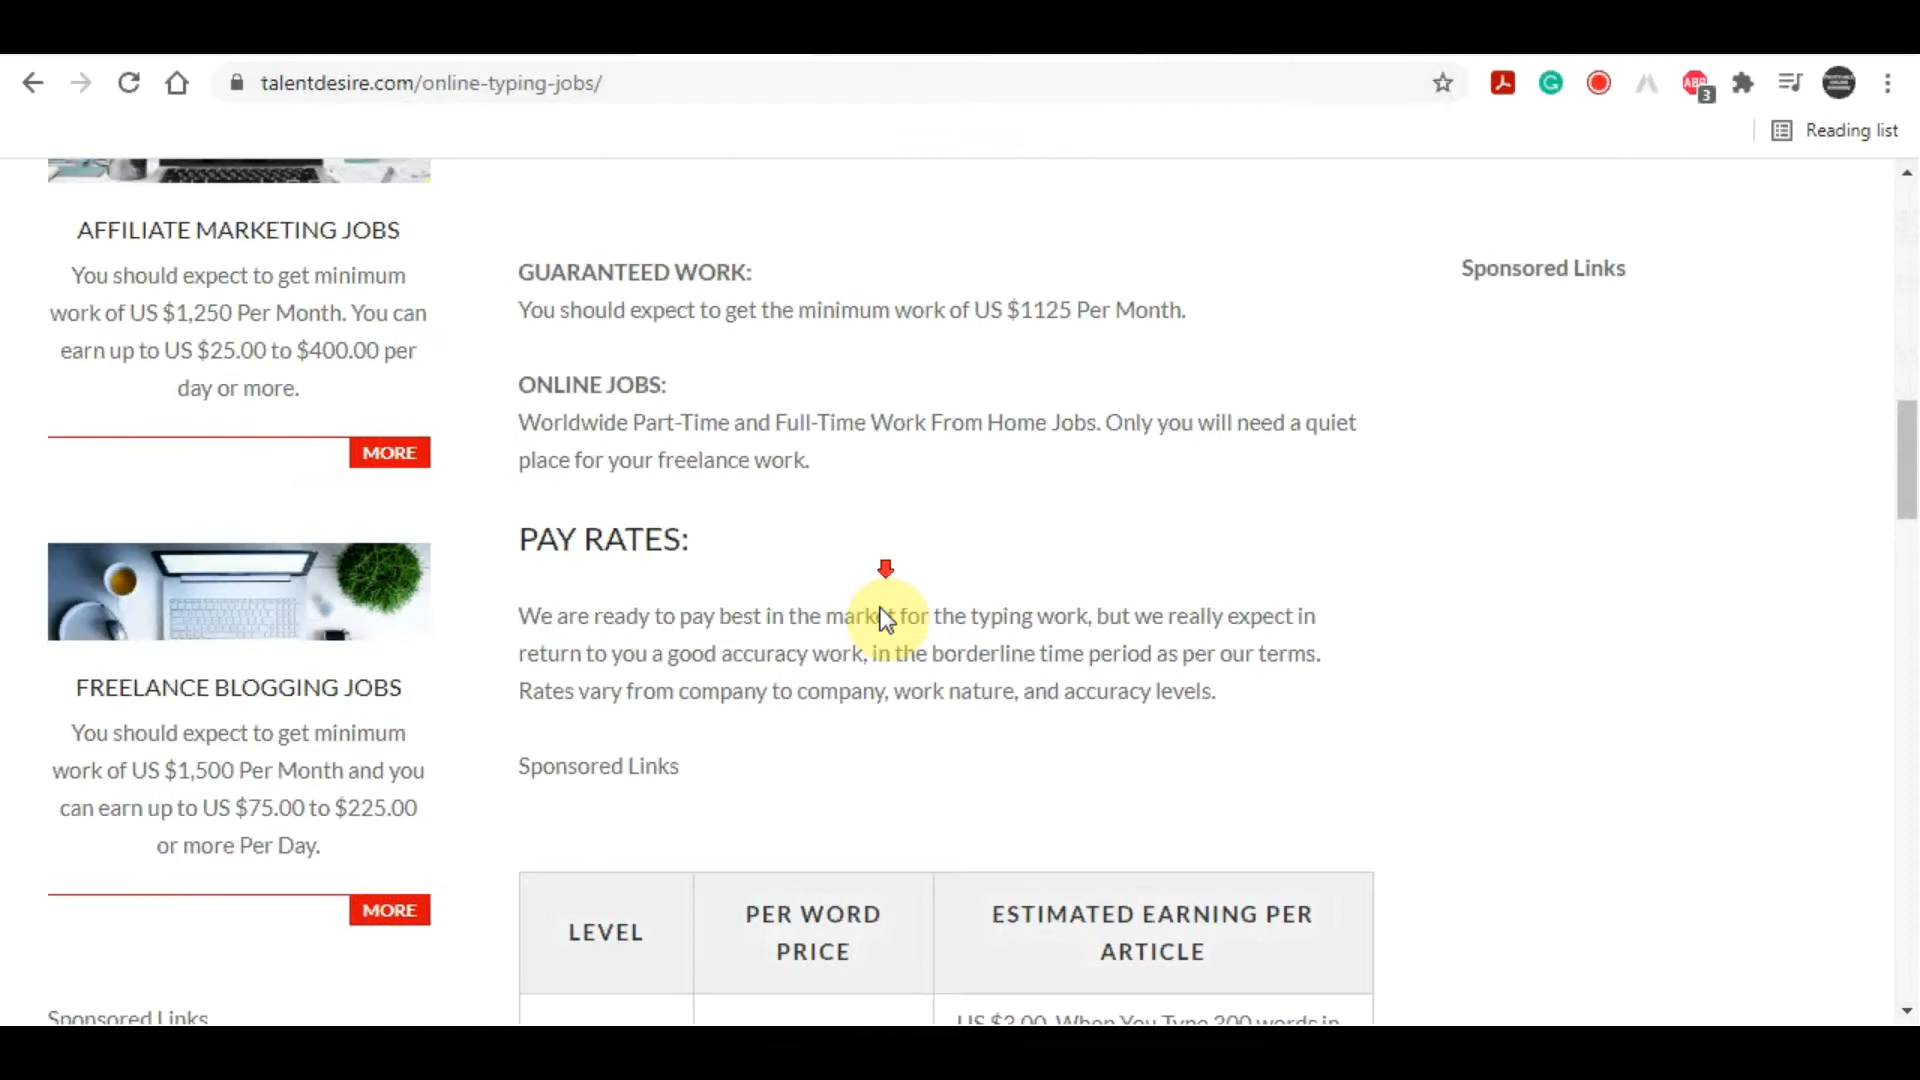 talentdesire.com/online-typing-jobs/
ABP
3
Reading list
AFFILIATE MARKETING JOBS
You should expect to get minimum
work of US $1,250 Per Month. You can
earn up to US $25.00 to $400.00 per
day or more.
MORE
FREELANCE BLOGGING JOBS
You should expect to get minimum
work of US $1,500 Per Month and you
can earn up to US $75.00 to $225.00
or more Per Day.
MORE
Sponsored Links
GUARANTEED WORK:
You should expect to get the minimum work of US $1125 Per Month.
ONLINE JOBS:
Worldwide Part-Time and Full-Time Work From Home Jobs. Only you will need a quiet
place for your freelance work.
PAY RATES:
We are ready to pay best in the market for the typing work, but we really expect in
return to you a good accuracy work, in the borderline time period as per our terms.
Rates vary from company to company, work nature, and accuracy levels.
Sponsored Links
LEVEL
PER WORD
PRICE
ESTIMATED EARNING PER
ARTICLE
When You Type words in
Sponsored Links